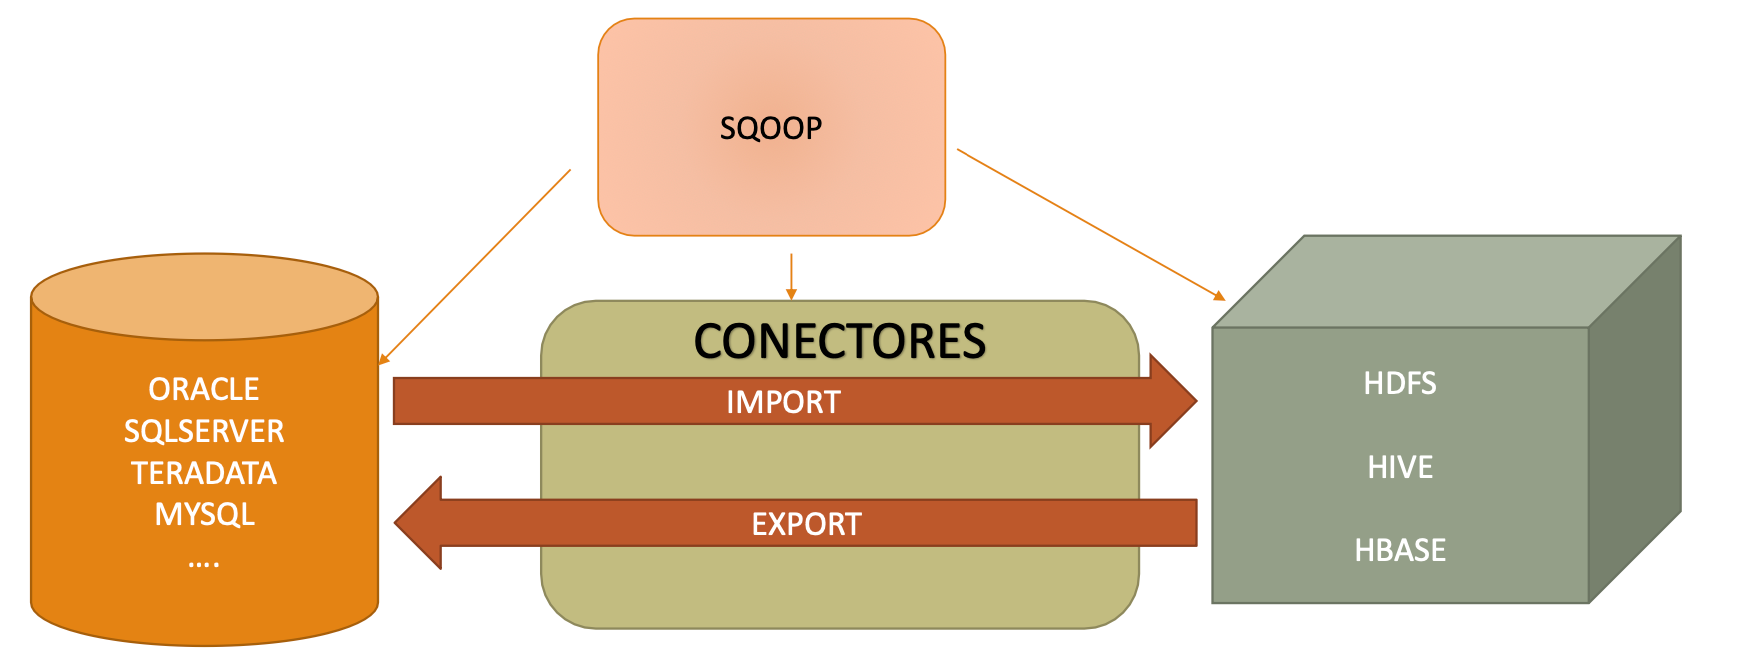 SQOOP
CONECTORES
ORACLE
SQLSERVER
TERADATA
MYSQL
....
IMPORT
EXPORT
HDFS
HIVE
HBASE